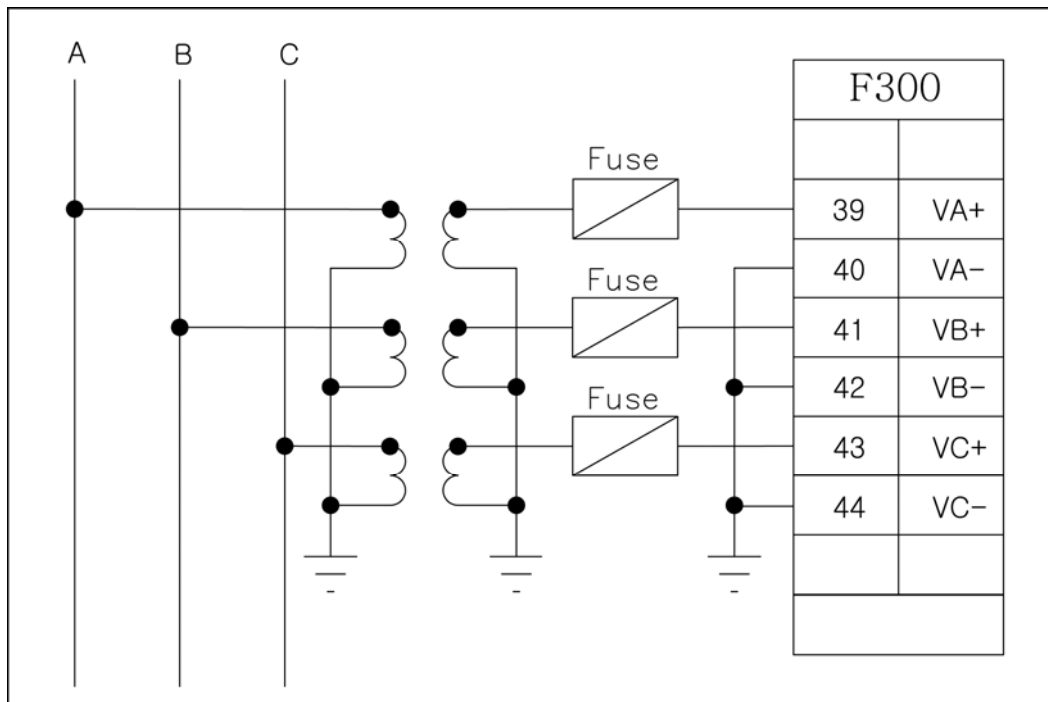 A B C
F300
Fuse
39 VA+
40 VA-
Fuse
41 VB+
42 VB-
Fuse
43 VC+
44 VC-